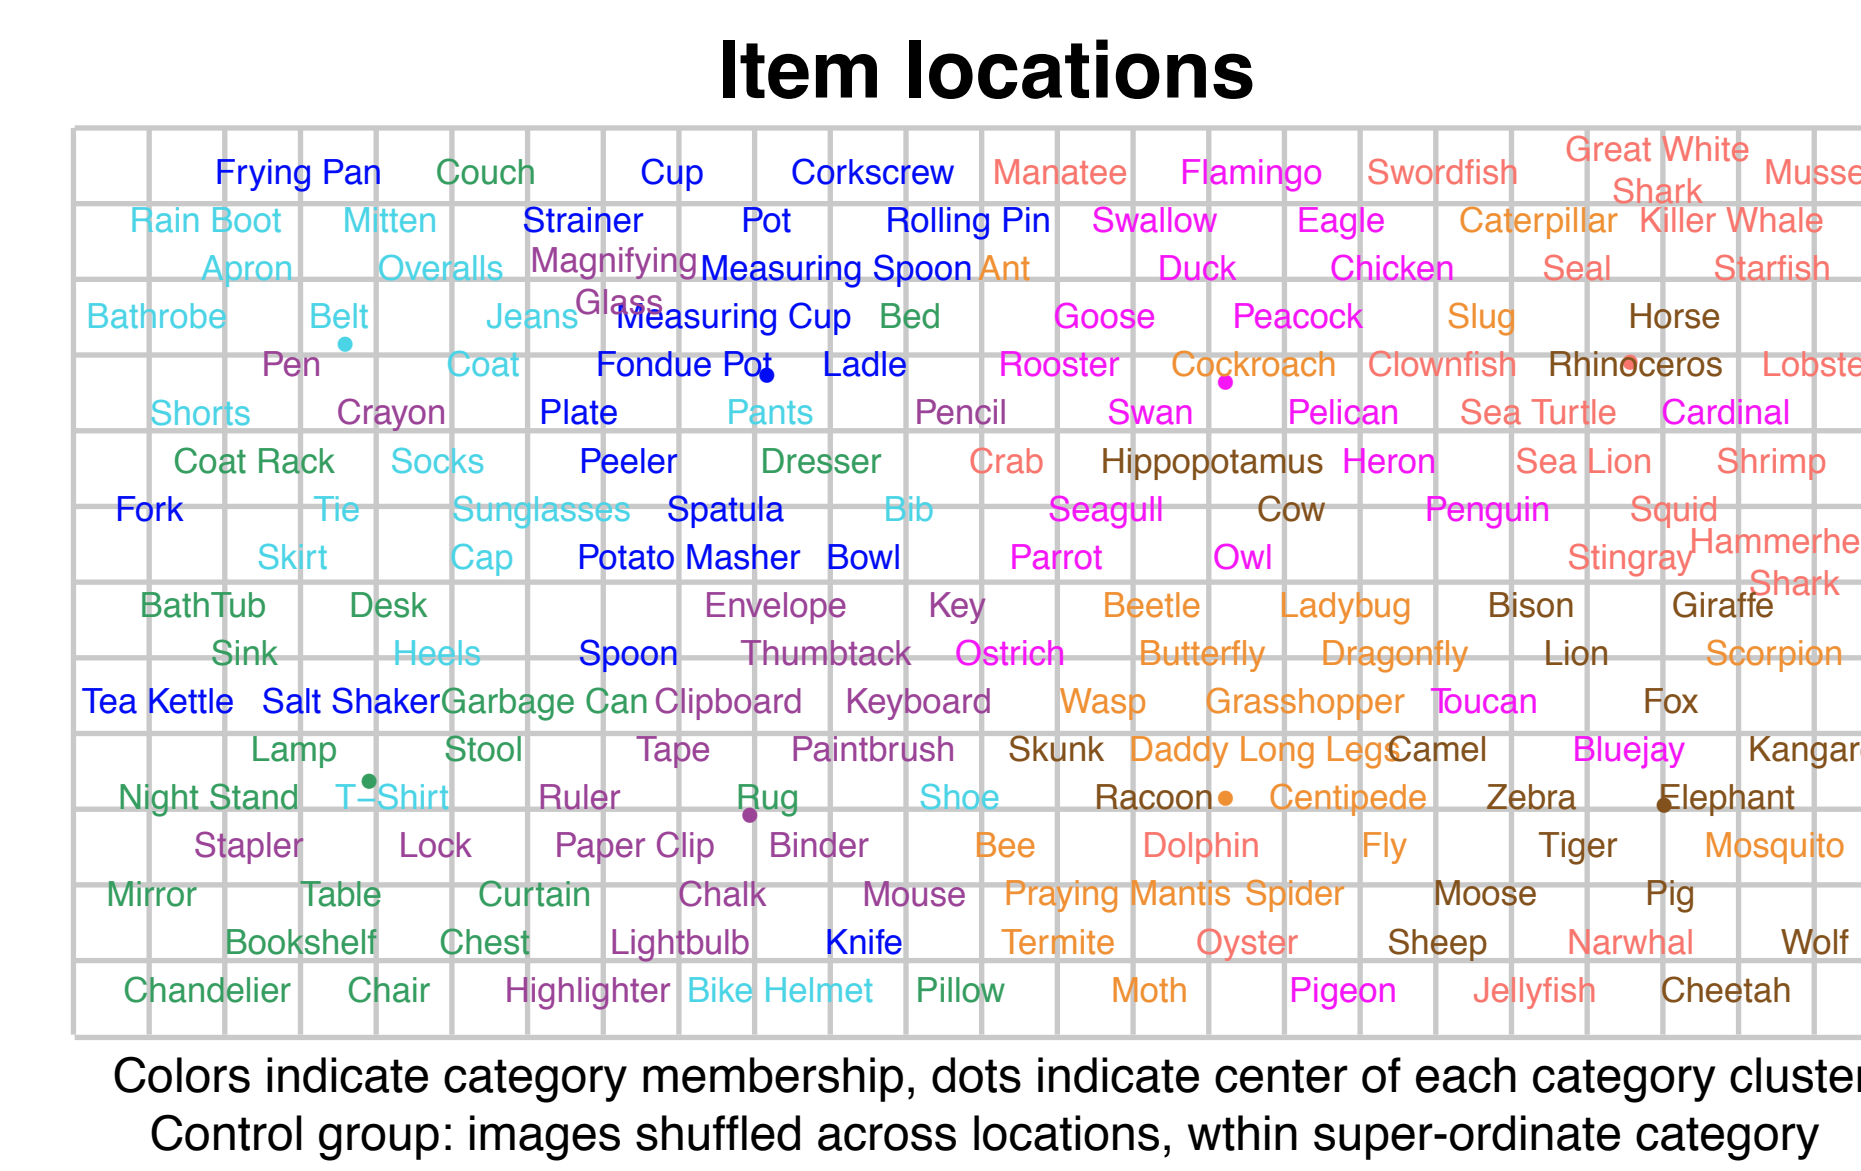 Item locations
Frying Pan Couch Cup Corkscrew Manatee Flamingo Swordfish Great White Shark Musse
Rain Boot Mitten Strainer Pot Rolling Pin Swallow Eagle Caterpillar Killer Whale
Apron Overalls Magnifying Glass Measuring Spoon Ant Duck Chicken Seal Starfish
Bathrobe Belt Jeans Measuring Cup Bed Goose Peacock Slug Horse
Pen Coat Fondue Pot Ladle Rooster Cockroach Clownfish Rhinoceros Lobste
Shorts Crayon Plate Pants Pencil Swan Pelican Sea Turtle Cardinal
Coat Rack Socks Peeler Dresser Crab Hippopotamus Heron Sea Lion Shrimp
Fork Tie Sunglasses Spatula Bib Seagull Cow Penguin Squid
Skirt Cap Potato Masher Bowl Parrot Owl Stingray Hammerhe Shark
BathTub Desk Envelope Key Beetle Ladybug Bison Giraffe
Sink Heels Spoon Thumbtack Ostrich Butterfly Dragonfly Lion Scorpion
Tea Kettle Salt Shaker Garbage Can Clipboard Keyboard Wasp Grasshopper Toucan Fox
Lamp Stool Tape Paintbrush Skunk Daddy Long Legs Camel Bluejay Kangar
Night Stand T-Shirt Ruler Rug Shoe Racoon Centipede Zebra Elephant
Stapler Lock Paper Clip Binder Bee Dolphin Fly Tiger Mosquito
Mirror Table Curtain Chalk Mouse Praying Mantis Spider Moose Pig
Bookshelf Chest Lightbulb Knife Termite Oyster Sheep Narwhal Wolf
Chandelier Chair Highlighter Bike Helmet Pillow Moth Pigeon Jellyfish Cheetah
Colors indicate category membership, dots indicate center of each category cluster
Control group: images shuffled across locations, wthin super-ordinate category